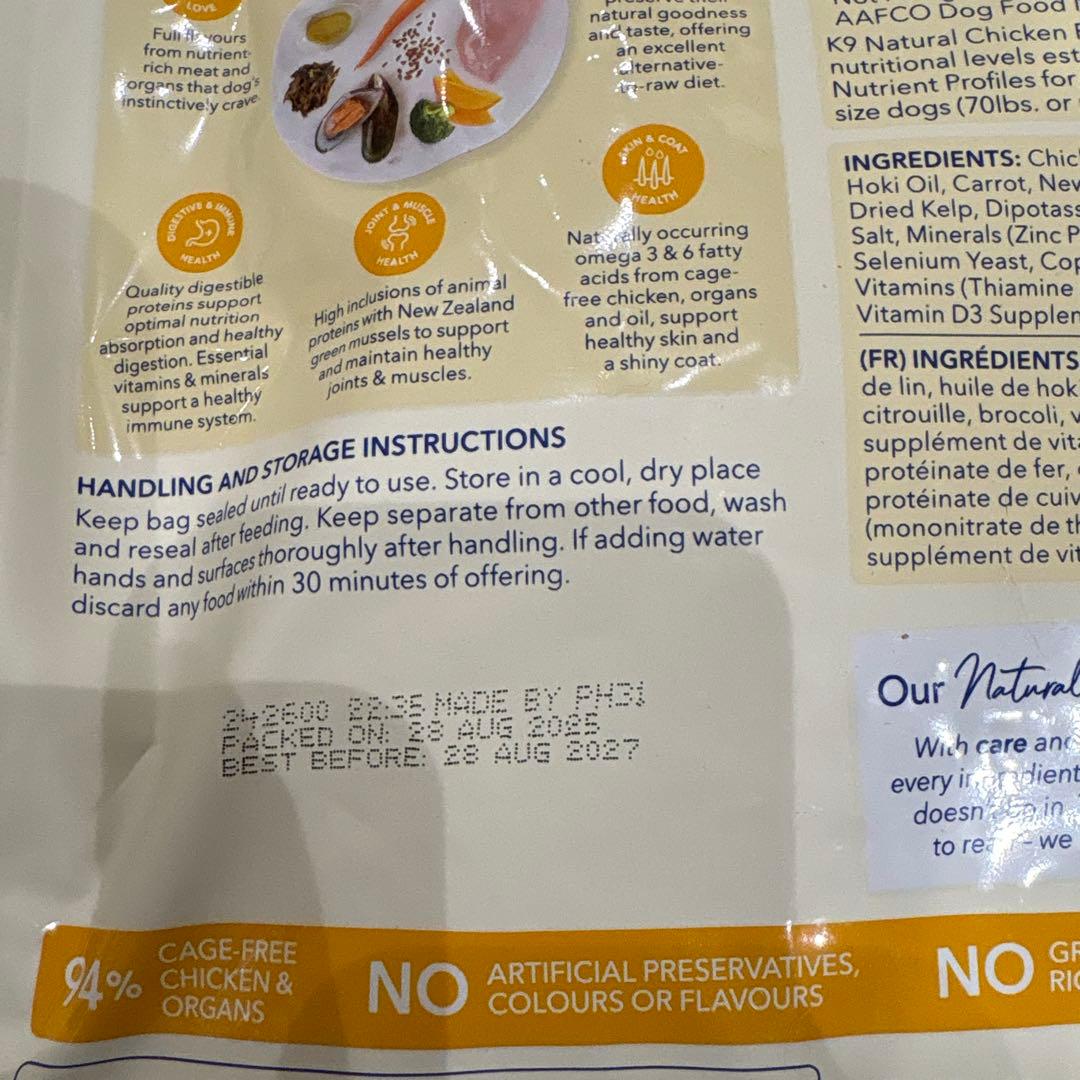 LOVE
Full flavours
from nutrient-
rich meat and
organs that dog's
instinctively crave.
natural goodness
and taste, offering
an excellent
alternative-
to-raw diet.
DIGESTIVE & IMMUNE
HEALTH
Quality digestible
proteins support
optimal nutrition
absorption and healthy
digestion. Essential
vitamins & minerals
support a healthy
immune system.
JOINT & MUSCLE
HEALTH
High inclusions of animal
proteins with New Zealand
green mussels to support
and maintain healthy
joints & muscles.
SKIN & COAT
HEALTH
Naturally occurring
omega 3 & 6 fatty
acids from cage-
free chicken, organs
and oil, support
healthy skin and
a shiny coat.
HANDLING AND STORAGE INSTRUCTIONS
Keep bag sealed until ready to use. Store in a cool, dry place
and reseal after feeding. Keep separate from other food, wash
hands and surfaces thoroughly after handling. If adding water
discard any food within 30 minutes of offering.
242600 22:35 MADE BY PH31
PACKED ON: 28 AUG 2025
BEST BEFORE: 28 AUG 2027
AAFCO Dog Food
K9 Natural Chicken
nutritional levels est
Nutrient Profiles for
size dogs (70lbs. or
INGREDIENTS: Chic
Hoki Oil, Carrot, New
Dried Kelp, Dipotass
Salt, Minerals (Zinc P
Selenium Yeast, Cop
Vitamins (Thiamine
Vitamin D3 Supplem
(FR) INGRÉDIENTS
de lin, huile de hok
citrouille, brocoli, v
supplément de vita
protéinate de fer,
protéinate de cuiv
(mononitrate de th
supplément de vit
Our Natural
With care and
every ingredient
doesn't go in
to - we
94% CAGE-FREE
CHICKEN &
ORGANS
NO ARTIFICIAL PRESERVATIVES,
COLOURS OR FLAVOURS
NO